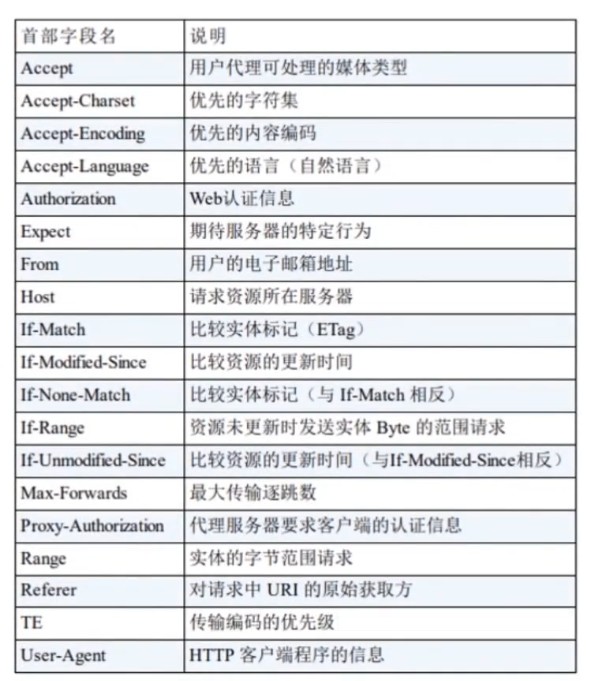 首部字段名 说明
Accept 用户代理可处理的媒体类型
Accept-Charset 优先的字符集
Accept-Encoding 优先的内容编码
Accept-Language 优先的语言（自然语言）
Authorization Web认证信息
Expect 期待服务器的特定行为
From 用户的电子邮箱地址
Host 请求资源所在服务器
If-Match 比较实体标记（ETag）
If-Modified-Since 比较资源的更新时间
If-None-Match 比较实体标记（与 If-Match 相反）
If-Range 资源未更新时发送实体 Byte 的范围请求
If-Unmodified-Since 比较资源的更新时间（与If-Modified-Since相反）
Max-Forwards 最大传输逐跳数
Proxy-Authorization 代理服务器要求客户端的认证信息
Range 实体的字节范围请求
Referer 对请求中 URI 的原始获取方
TE 传输编码的优先级
User-Agent HTTP 客户端程序的信息